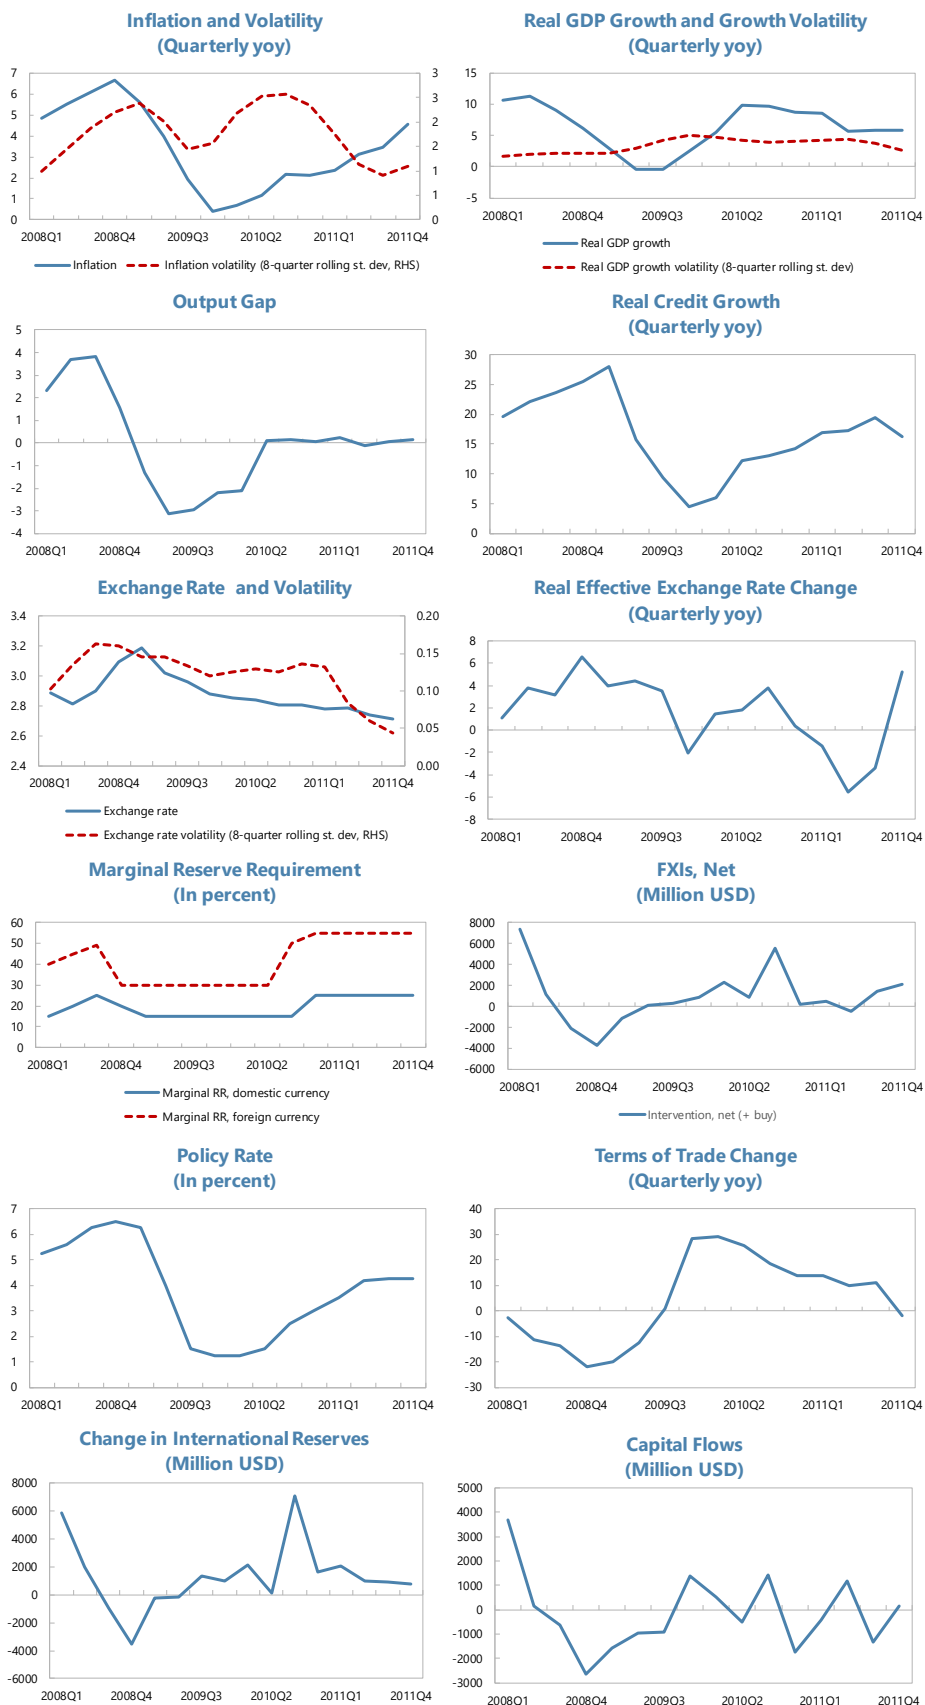 Inflation and Volatility
(Quarterly yoy)
7
6
5
4
3
2
1
0
3
3
2
2
1
1
0
2008Q1 2008Q4 2009Q3 2010Q2 2011Q1 2011Q4
Inflation Inflation volatility (8-quarter rolling st. dev, RHS)
Real GDP Growth and Growth Volatility
(Quarterly yoy)
15
10
5
0
-5
2008Q1 2008Q4 2009Q3 2010Q2 2011Q1 2011Q4
Real GDP growth
Real GDP growth volatility (8-quarter rolling st. dev)
Output Gap
5
4
3
2
1
0
-1
-2
-3
-4
2008Q1 2008Q4 2009Q3 2010Q2 2011Q1 2011Q4
Real Credit Growth
(Quarterly yoy)
30
25
20
15
10
5
0
2008Q1 2008Q4 2009Q3 2010Q2 2011Q1 2011Q4
Exchange Rate and Volatility
3.4
3.2
3.0
2.8
2.6
2.4
0.20
0.15
0.10
0.05
0.00
2008Q1 2008Q4 2009Q3 2010Q2 2011Q1 2011Q4
Exchange rate
Exchange rate volatility (8-quarter rolling st. dev, RHS)
Real Effective Exchange Rate Change
(Quarterly yoy)
8
6
4
2
0
-2
-4
-6
-8
2008Q1 2008Q4 2009Q3 2010Q2 2011Q1 2011Q4
Marginal Reserve Requirement
(In percent)
60
50
40
30
20
10
0
2008Q1 2008Q4 2009Q3 2010Q2 2011Q1 2011Q4
Marginal RR, domestic currency
Marginal RR, foreign currency
FXIs, Net
(Million USD)
8000
6000
4000
2000
0
-2000
-4000
-6000
2008Q1 2008Q4 2009Q3 2010Q2 2011Q1 2011Q4
Intervention, net (+ buy)
Policy Rate
(In percent)
7
6
5
4
3
2
1
0
2008Q1 2008Q4 2009Q3 2010Q2 2011Q1 2011Q4
Terms of Trade Change
(Quarterly yoy)
40
30
20
10
0
-10
-20
-30
2008Q1 2008Q4 2009Q3 2010Q2 2011Q1 2011Q4
Change in International Reserves
(Million USD)
8000
6000
4000
2000
0
-2000
-4000
-6000
2008Q1 2008Q4 2009Q3 2010Q2 2011Q1 2011Q4
Capital Flows
(Million USD)
5000
4000
3000
2000
1000
0
-1000
-2000
-3000
2008Q1 2008Q4 2009Q3 2010Q2 2011Q1 2011Q4